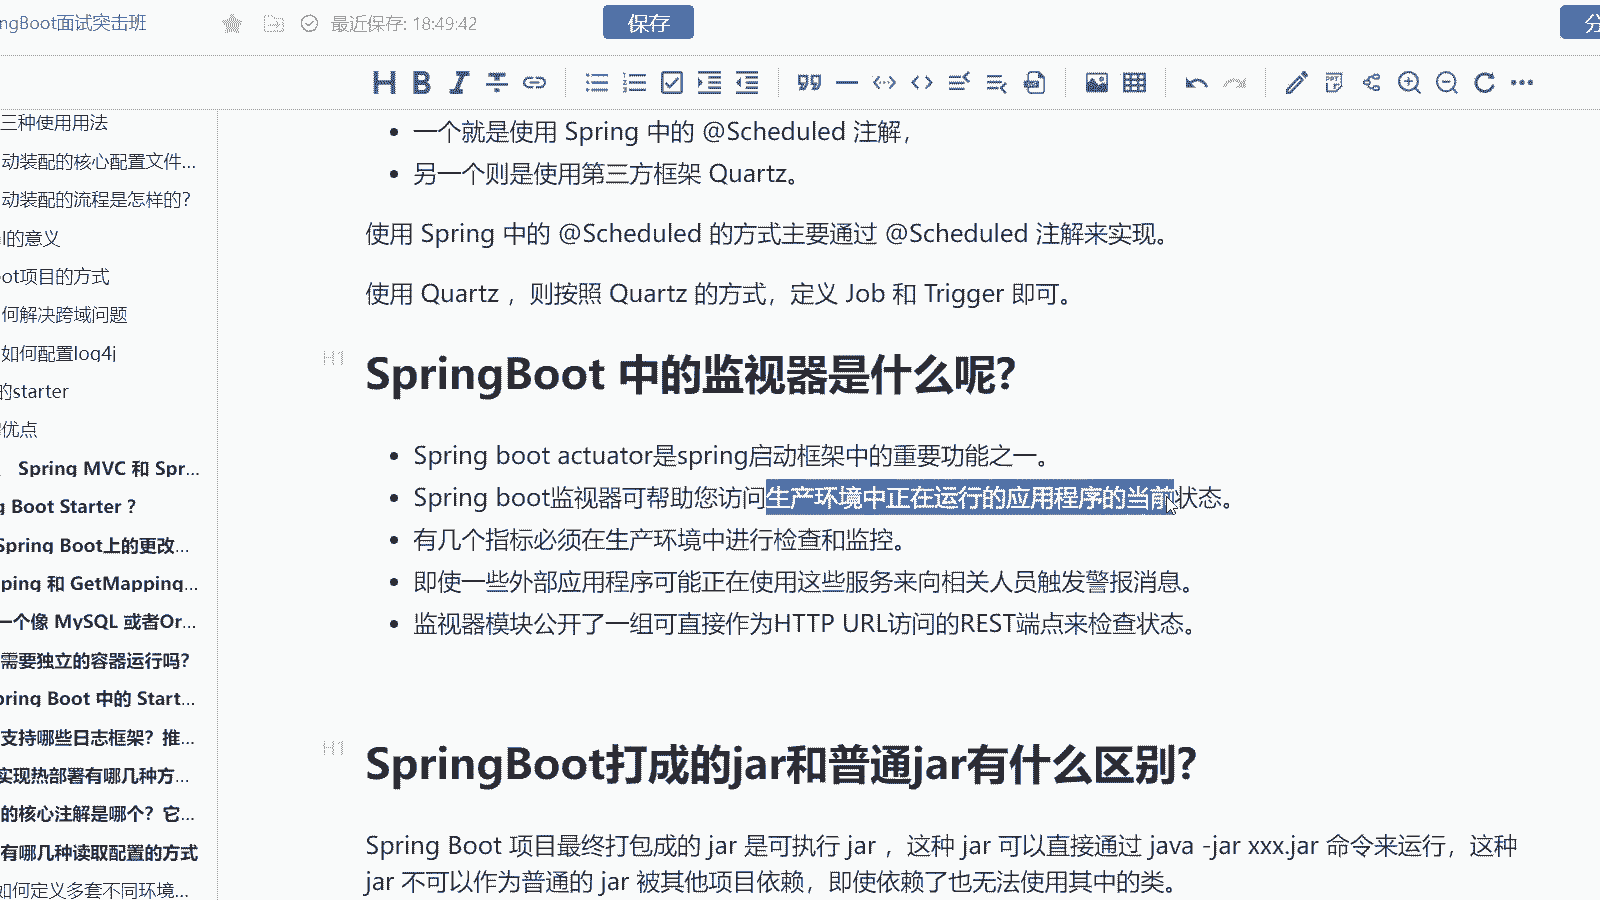 ngBoot面试突击班
最近保存: 18:49:42
保存
分
三种使用用法
动装配的核心配置文件...
动装配的流程是怎样的?
的意义
ot项目的方式
何解决跨域问题
如何配置log4j
的starter
优点
Spring MVC 和 Spr...
g Boot Starter ?
Spring Boot上的更改...
ping 和 GetMapping...
一个像 MySQL 或者Or...
需要独立的容器运行吗?
pring Boot 中的 Start...
支持哪些日志框架? 推...
实现热部署有哪几种方...
的核心注解是哪个? 它...
有哪几种读取配置的方式
如何定义多套不同环境...
• 一个就是使用 Spring 中的 @Scheduled 注解,
• 另一个则是使用第三方框架 Quartz。
使用 Spring 中的 @Scheduled 的方式主要通过 @Scheduled 注解来实现。
使用 Quartz , 则按照 Quartz 的方式, 定义 Job 和 Trigger 即可。
H1
SpringBoot 中的监视器是什么呢?
• Spring boot actuator是spring启动框架中的重要功能之一。
• Spring boot监视器可帮助您访问生产环境中正在运行的应用程序的当前状态。
• 有几个指标必须在生产环境中进行检查和监控。
• 即使一些外部应用程序可能正在使用这些服务来向相关人员触发警报消息。
• 监视器模块公开了一组可直接作为HTTP URL访问的REST端点来检查状态。
H1
SpringBoot打成的jar和普通jar有什么区别?
Spring Boot 项目最终打包成的 jar 是可执行 jar , 这种 jar 可以直接通过 java -jar xxx.jar 命令来运行, 这种
jar 不可以作为普通的 jar 被其他项目依赖, 即使依赖了也无法使用其中的类。